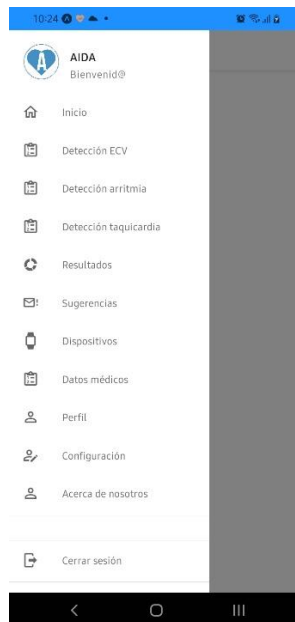 10:24
AIDA
Bienvenid@
Inicio
Detección ECV
Detección arritmia
Detección taquicardia
Resultados
Sugerencias
Dispositivos
Datos médicos
Perfil
Configuración
Acerca de nosotros
Cerrar sesión